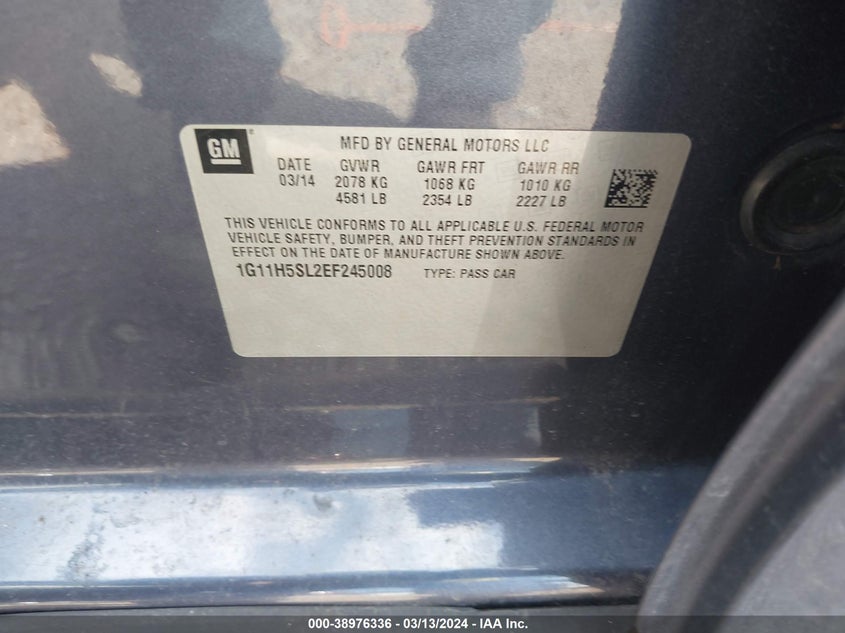 GM
MFD BY GENERAL MOTORS LLC
DATE GVWR GAWR FRT GAWR RR
03/14 2078 KG 1068 KG 1010 KG
4581 LB 2354 LB 2227 LB
THIS VEHICLE CONFORMS TO ALL APPLICABLE U.S. FEDERAL MOTOR
VEHICLE SAFETY, BUMPER, AND THEFT PREVENTION STANDARDS IN
EFFECT ON THE DATE OF MANUFACTURE SHOWN ABOVE.
1G11H5SL2EF245008 TYPE: PASS CAR
000-38976336 - 03/13/2024 - IAA Inc.